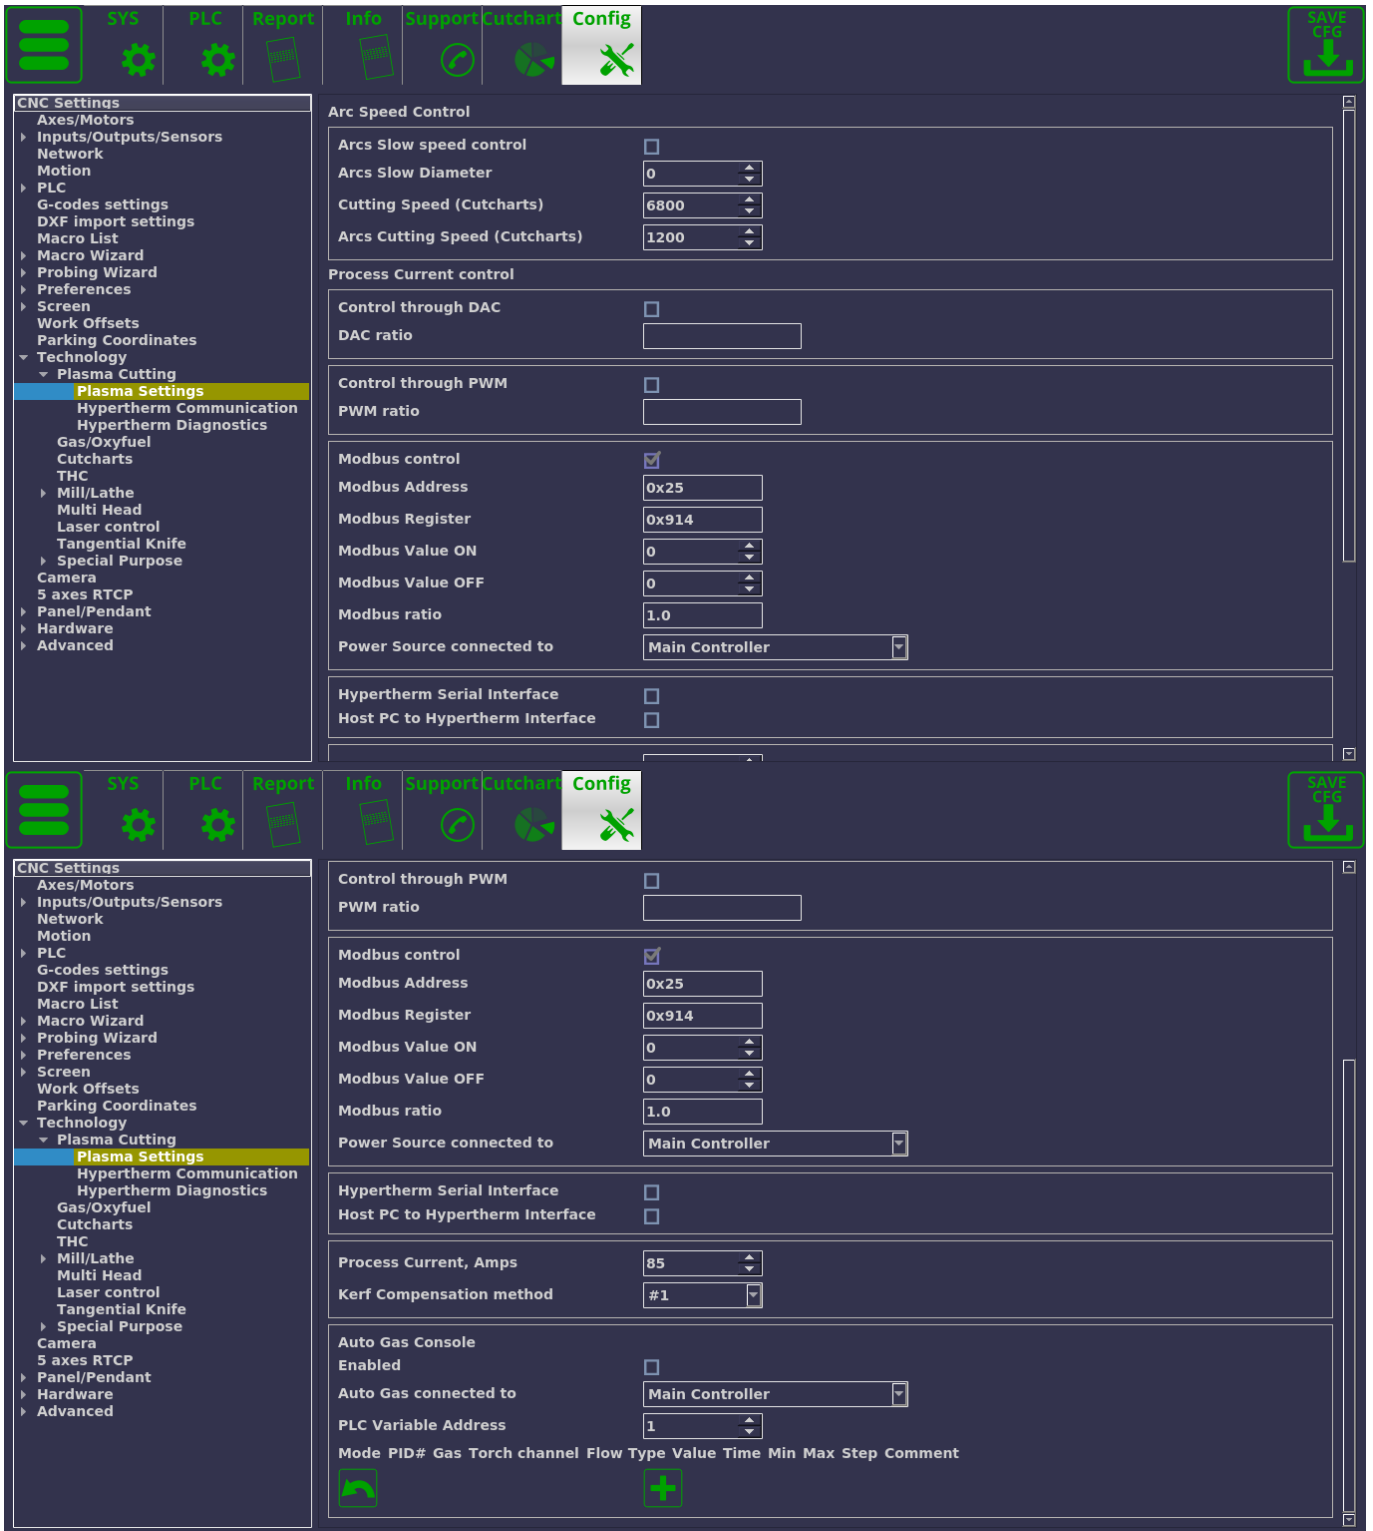 SYS PLC Report Info Support Cutchart Config SAVE CFG
CNC Settings
Axes/Motors
Inputs/Outputs/Sensors
Network
Motion
PLC
G-codes settings
DXF import settings
Macro List
Macro Wizard
Probing Wizard
Preferences
Screen
Work Offsets
Parking Coordinates
Technology
Plasma Cutting
Plasma Settings
Hypertherm Communication
Hypertherm Diagnostics
Gas/Oxyfuel
Cutcharts
THC
Mill/Lathe
Multi Head
Laser control
Tangential Knife
Special Purpose
Camera
5 axes RTCP
Panel/Pendant
Hardware
Advanced
Arc Speed Control
Arcs Slow speed control
Arcs Slow Diameter 0
Cutting Speed (Cutcharts) 6800
Arcs Cutting Speed (Cutcharts) 1200
Process Current control
Control through DAC
DAC ratio
Control through PWM
PWM ratio
Modbus control
Modbus Address 0x25
Modbus Register 0x914
Modbus Value ON 0
Modbus Value OFF 0
Modbus ratio 1.0
Power Source connected to Main Controller
Hypertherm Serial Interface
Host PC to Hypertherm Interface
SYS PLC Report Info Support Cutchart Config SAVE CFG
CNC Settings
Axes/Motors
Inputs/Outputs/Sensors
Network
Motion
PLC
G-codes settings
DXF import settings
Macro List
Macro Wizard
Probing Wizard
Preferences
Screen
Work Offsets
Parking Coordinates
Technology
Plasma Cutting
Plasma Settings
Hypertherm Communication
Hypertherm Diagnostics
Gas/Oxyfuel
Cutcharts
THC
Mill/Lathe
Multi Head
Laser control
Tangential Knife
Special Purpose
Camera
5 axes RTCP
Panel/Pendant
Hardware
Advanced
Control through PWM
PWM ratio
Modbus control
Modbus Address 0x25
Modbus Register 0x914
Modbus Value ON 0
Modbus Value OFF 0
Modbus ratio 1.0
Power Source connected to Main Controller
Hypertherm Serial Interface
Host PC to Hypertherm Interface
Process Current, Amps 85
Kerf Compensation method #1
Auto Gas Console
Enabled
Auto Gas connected to Main Controller
PLC Variable Address 1
Mode PID# Gas Torch channel Flow Type Value Time Min Max Step Comment